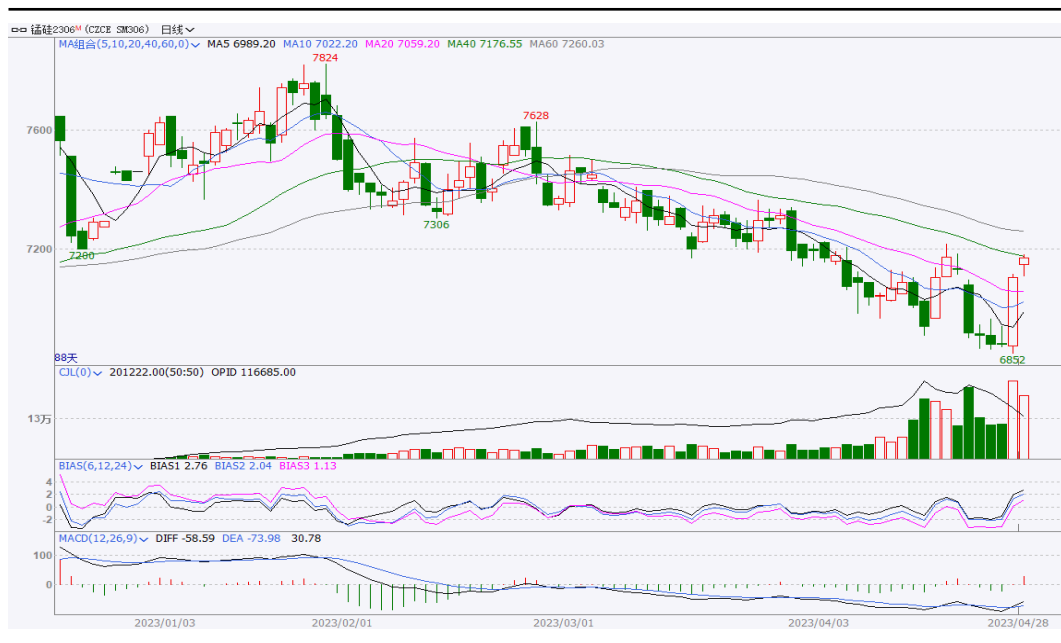 锰硅2306ᴹ (CZCE SM306) 日线
MA组合(5,10,20,40,60,0) MA5 6989.20 MA10 7022.20 MA20 7059.20 MA40 7176.55 MA60 7260.03
7824
7628
7600
7306
7200
7200
88天
6852
CJL(0) 201222.00(50:50) OPID 116685.00
13万
BIAS(6,12,24) BIAS1 2.76 BIAS2 2.04 BIAS3 1.13
4
2
0
-2
MACD(12,26,9) DIFF -58.59 DEA -73.98 30.78
100
0
2023/01/03 2023/02/01 2023/03/01 2023/04/03 2023/04/28